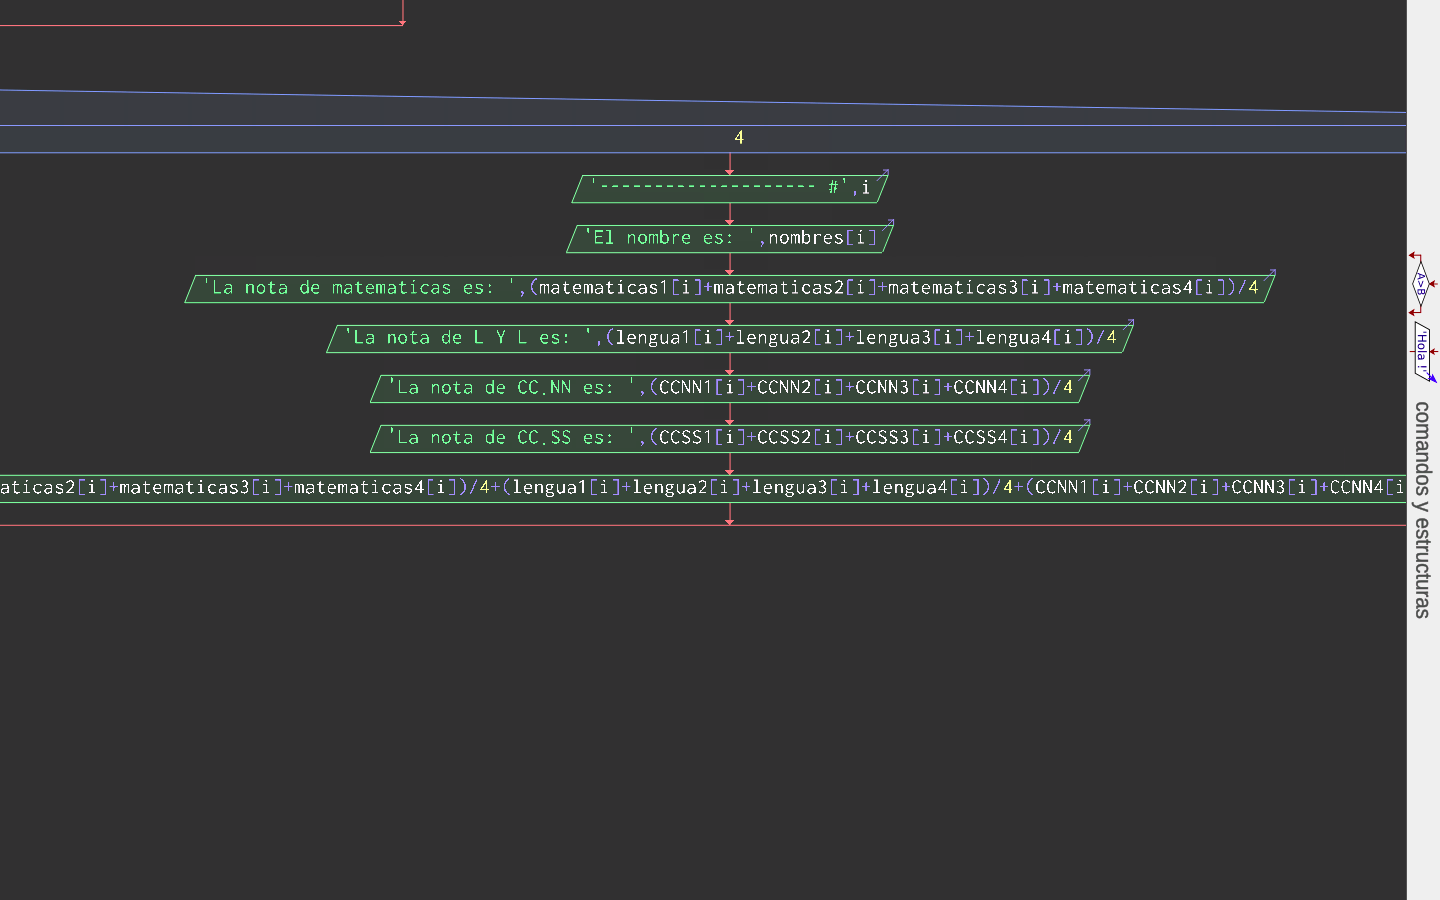 4
'-------------------- #',i
'El nombre es: ',nombres[i]
'La nota de matematicas es: ',(matematicas1[i]+matematicas2[i]+matematicas3[i]+matematicas4[i])/4
'La nota de L Y L es: ',(lengua1[i]+lengua2[i]+lengua3[i]+lengua4[i])/4
'La nota de CC.NN es: ',(CCNN1[i]+CCNN2[i]+CCNN3[i]+CCNN4[i])/4
'La nota de CC.SS es: ',(CCSS1[i]+CCSS2[i]+CCSS3[i]+CCSS4[i])/4
aticas2[i]+matematicas3[i]+matematicas4[i])/4+(lengua1[i]+lengua2[i]+lengua3[i]+lengua4[i])/4+(CCNN1[i]+CCNN2[i]+CCNN3[i]+CCNN4[i
A>B
'Hola !'
comandos y estructuras